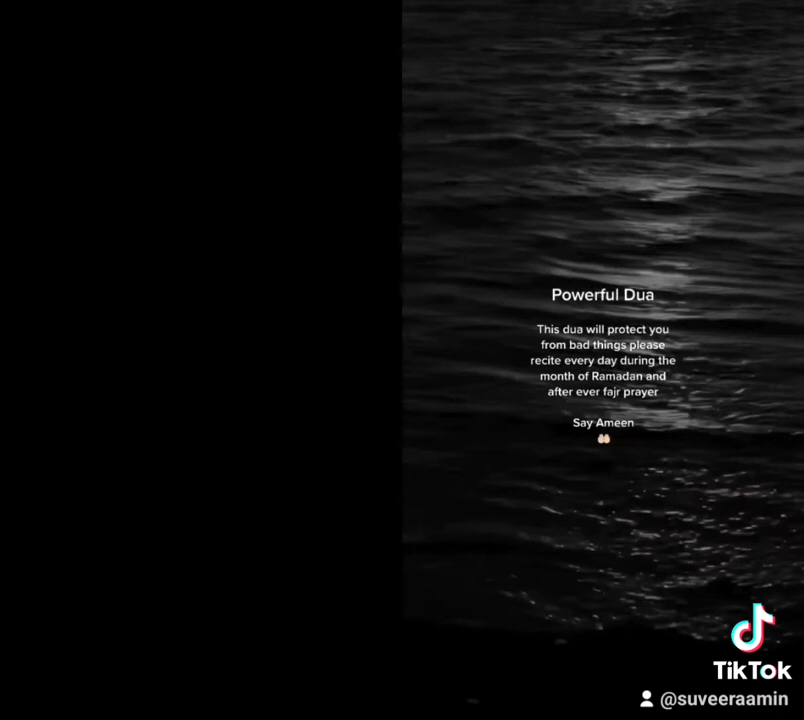 Powerful Dua
This dua will protect you
from bad things please
recite every day during the
month of Ramadan and
after ever fajr prayer
Say Ameen
🤲🏻
TikTok
@suveeraamin